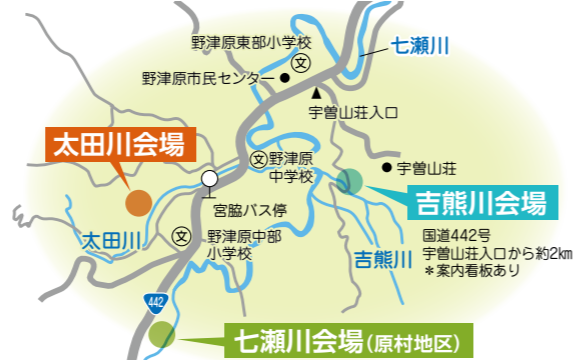 野津原東部小学校
文
七瀬川
野津原市民センター
宇曽山荘入口
太田川会場
文
野津原
中学校
宇曽山荘
吉熊川会場
宮脇バス停
太田川
文
野津原中部
小学校
吉熊川
国道442号
宇曽山荘入口から約2km
＊案内看板あり
442
七瀬川会場(原村地区)